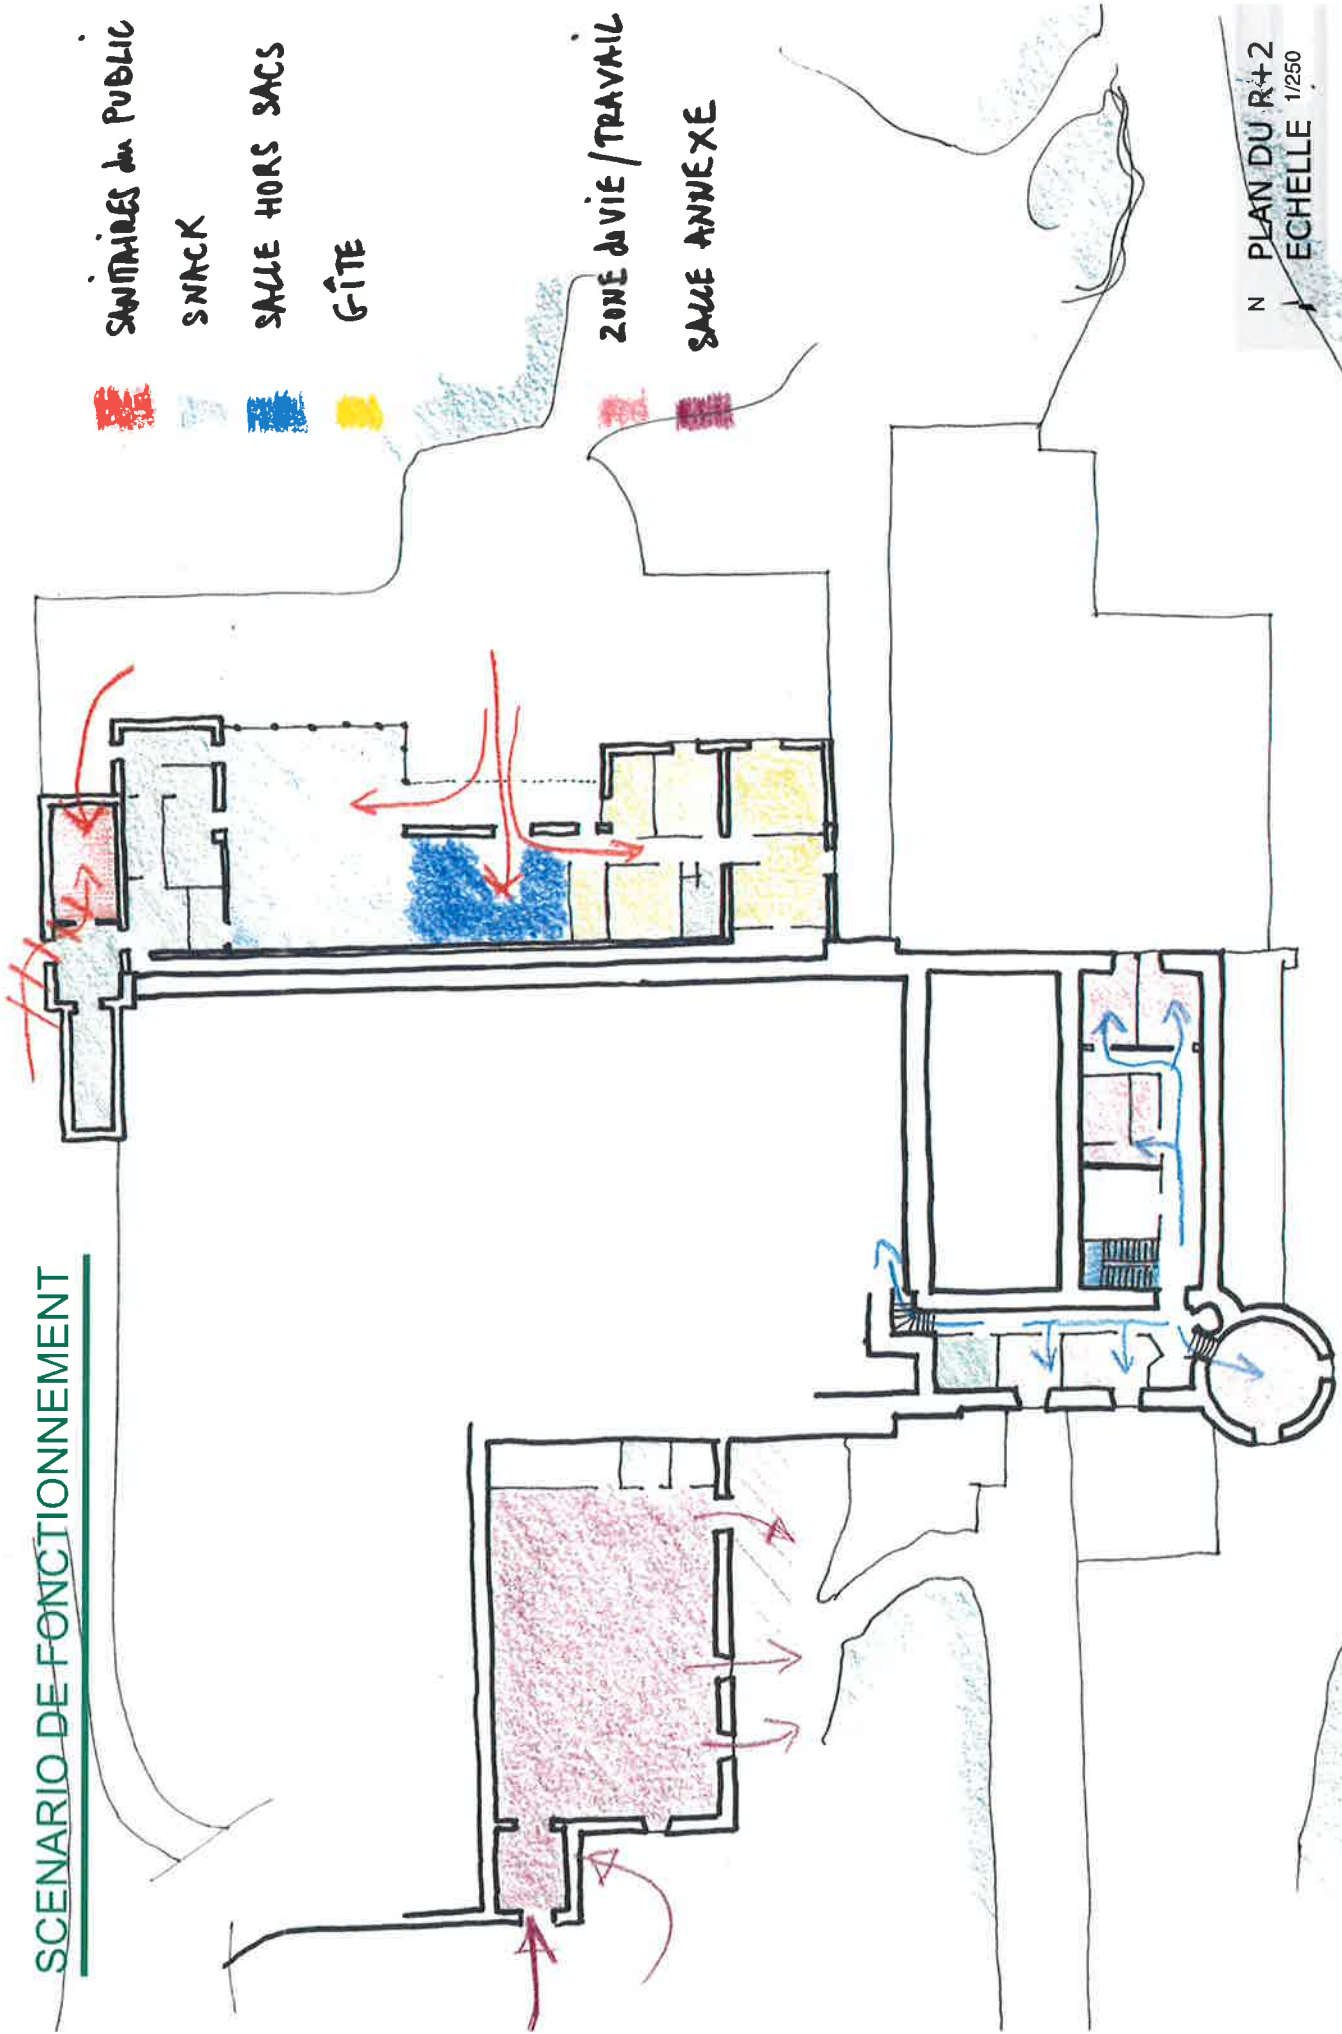 SCENARIO DE FONCTIONNEMENT
SANITAIRES du PUBLIC
SNACK
SALLE HORS SACS
GÎTE
ZONE de VIE / TRAVAIL
SALLE ANNEXE
N PLAN DU R+2
ECHELLE 1/250